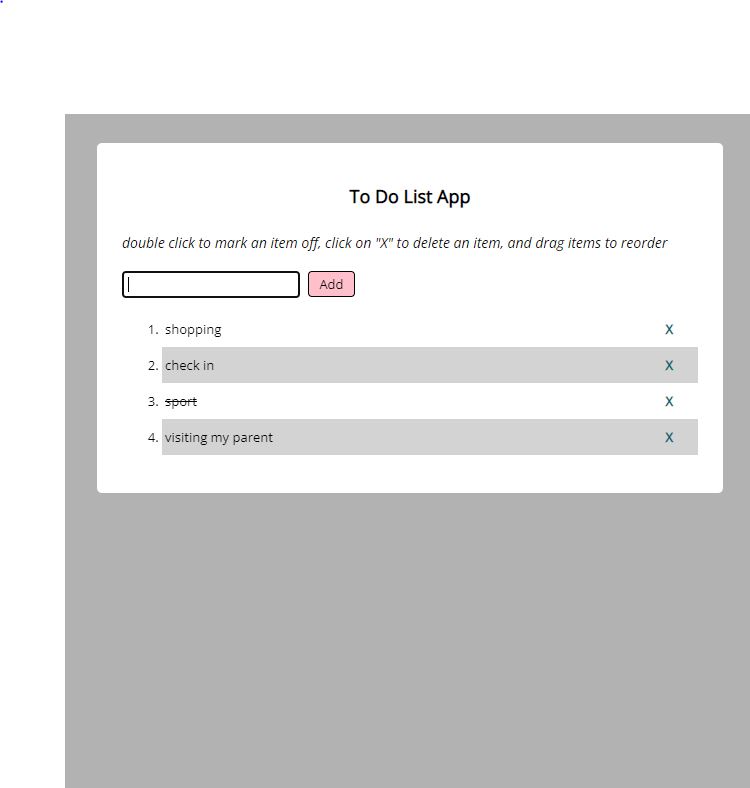 To Do List App
double click to mark an item off, click on "X" to delete an item, and drag items to reorder
Add
1. shopping X
2. check in X
3. sport X
4. visiting my parent X